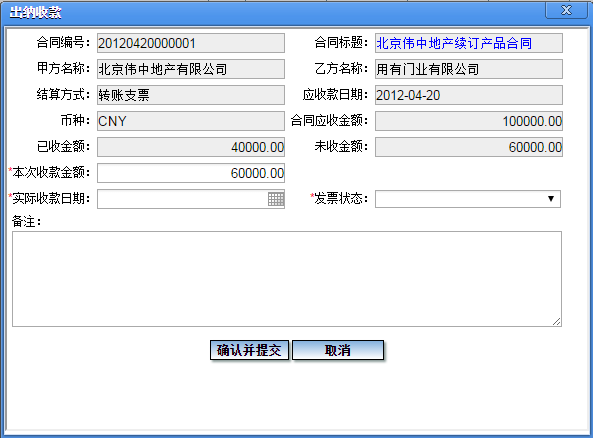 出纳收款
合同编号： 20120420000001 合同标题： 北京伟中地产续订产品合同
甲方名称： 北京伟中地产有限公司 乙方名称： 用有门业有限公司
结算方式： 转账支票 应收款日期： 2012-04-20
币种： CNY 合同应收金额： 100000.00
已收金额： 40000.00 未收金额： 60000.00
*本次收款金额： 60000.00
*实际收款日期： *发票状态：
备注：
确认并提交 取消